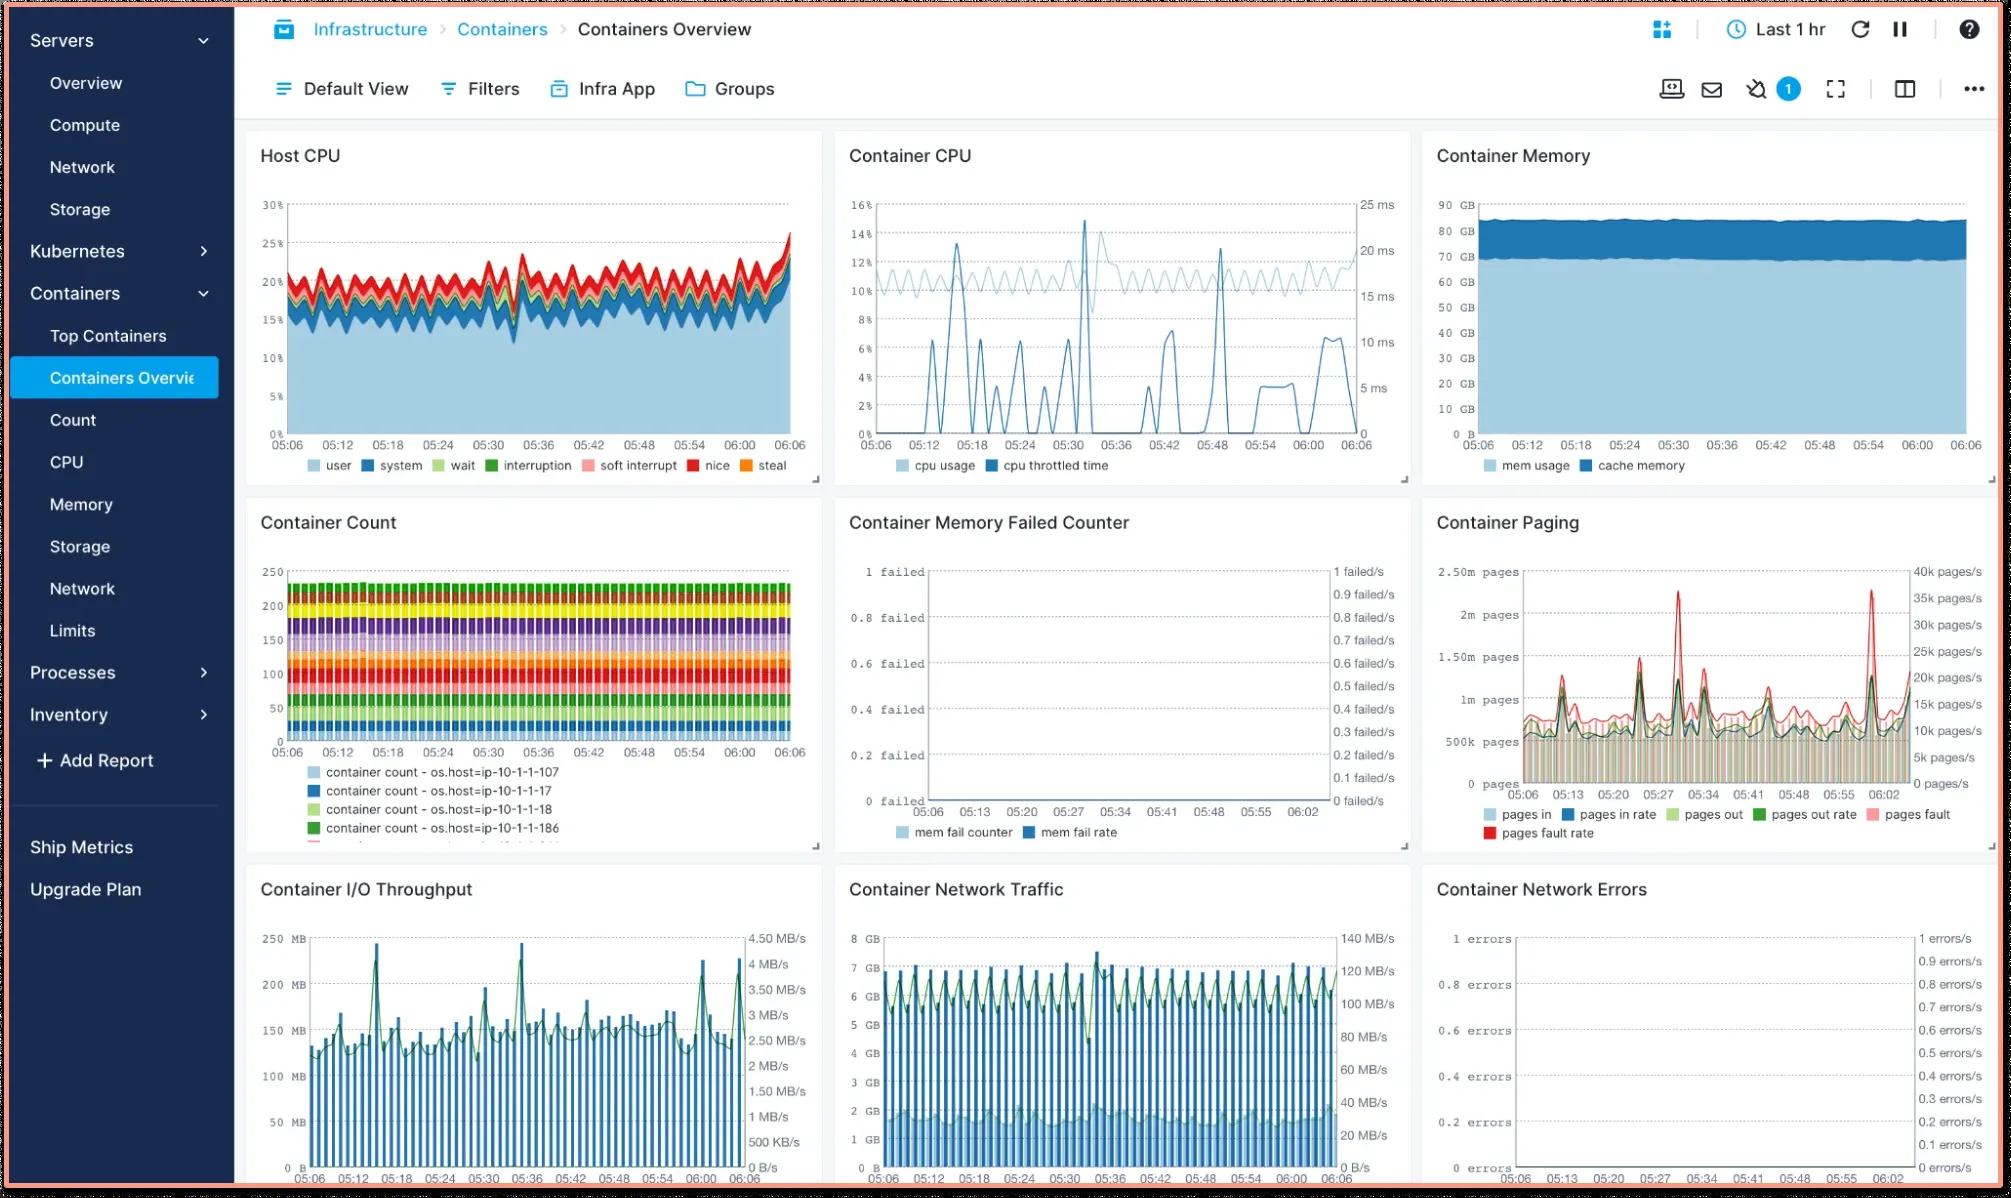 Servers
Overview
Compute
Network
Storage
Kubernetes
Containers
Top Containers
Containers Overvie
Count
CPU
Memory
Storage
Network
Limits
Processes
Inventory
+ Add Report
Ship Metrics
Upgrade Plan
Infrastructure > Containers > Containers Overview
Last 1 hr
?
Default View Filters Infra App Groups
1
Host CPU
30%
25%
20%
15%
10%
5%
0%
05:06 05:12 05:18 05:24 05:30 05:36 05:42 05:48 05:54 06:00 06:06
user system wait interruption soft interrupt nice steal
Container CPU
16% 25 ms
14%
12% 20 ms
10% 15 ms
8%
6% 10 ms
4% 5 ms
2%
0% 0
05:06 05:12 05:18 05:24 05:30 05:36 05:42 05:48 05:54 06:00 06:06
cpu usage cpu throttled time
Container Memory
90 GB
80 GB
70 GB
60 GB
50 GB
40 GB
30 GB
20 GB
10 GB
0 B
05:06 05:12 05:18 05:24 05:30 05:36 05:42 05:48 05:54 06:00 06:06
mem usage cache memory
Container Count
250
200
150
100
50
0
05:06 05:12 05:18 05:24 05:30 05:36 05:42 05:48 05:54 06:00 06:06
container count - os.host=ip-10-1-1-107
container count - os.host=ip-10-1-1-17
container count - os.host=ip-10-1-1-18
container count - os.host=ip-10-1-1-186
Container Memory Failed Counter
1 failed 1 failed/s
0.9 failed/s
0.8 failed 0.8 failed/s
0.7 failed/s
0.6 failed 0.6 failed/s
0.5 failed/s
0.4 failed 0.4 failed/s
0.3 failed/s
0.2 failed 0.2 failed/s
0.1 failed/s
0 failed 0 failed/s
05:06 05:13 05:20 05:27 05:34 05:41 05:48 05:55 06:02
mem fail counter mem fail rate
Container Paging
2.50m pages 40k pages/s
35k pages/s
2m pages 30k pages/s
25k pages/s
1.50m pages 20k pages/s
1m pages 15k pages/s
500k pages 10k pages/s
5k pages/s
0 pages 0 pages/s
05:06 05:13 05:20 05:27 05:34 05:41 05:48 05:55 06:02
pages in pages in rate pages out pages out rate pages fault
pages fault rate
Container I/O Throughput
250 MB 4.50 MB/s
4 MB/s
200 MB 3.50 MB/s
3 MB/s
150 MB 2.50 MB/s
2 MB/s
100 MB 1.50 MB/s
1 MB/s
50 MB 500 KB/s
0 B 0 B/s
05:06 05:12 05:18 05:24 05:30 05:36 05:42 05:48 05:54 06:00 06:06
Container Network Traffic
8 GB 140 MB/s
7 GB 120 MB/s
6 GB 100 MB/s
5 GB 80 MB/s
4 GB
3 GB 60 MB/s
2 GB 40 MB/s
1 GB 20 MB/s
0 B 0 B/s
05:06 05:12 05:18 05:24 05:30 05:36 05:42 05:48 05:54 06:00 06:06
Container Network Errors
1 errors 1 errors/s
0.9 errors/s
0.8 errors 0.8 errors/s
0.7 errors/s
0.6 errors 0.6 errors/s
0.5 errors/s
0.4 errors 0.4 errors/s
0.3 errors/s
0.2 errors 0.2 errors/s
0.1 errors/s
0 errors 0 errors/s
05:06 05:13 05:20 05:27 05:34 05:41 05:48 05:55 06:02